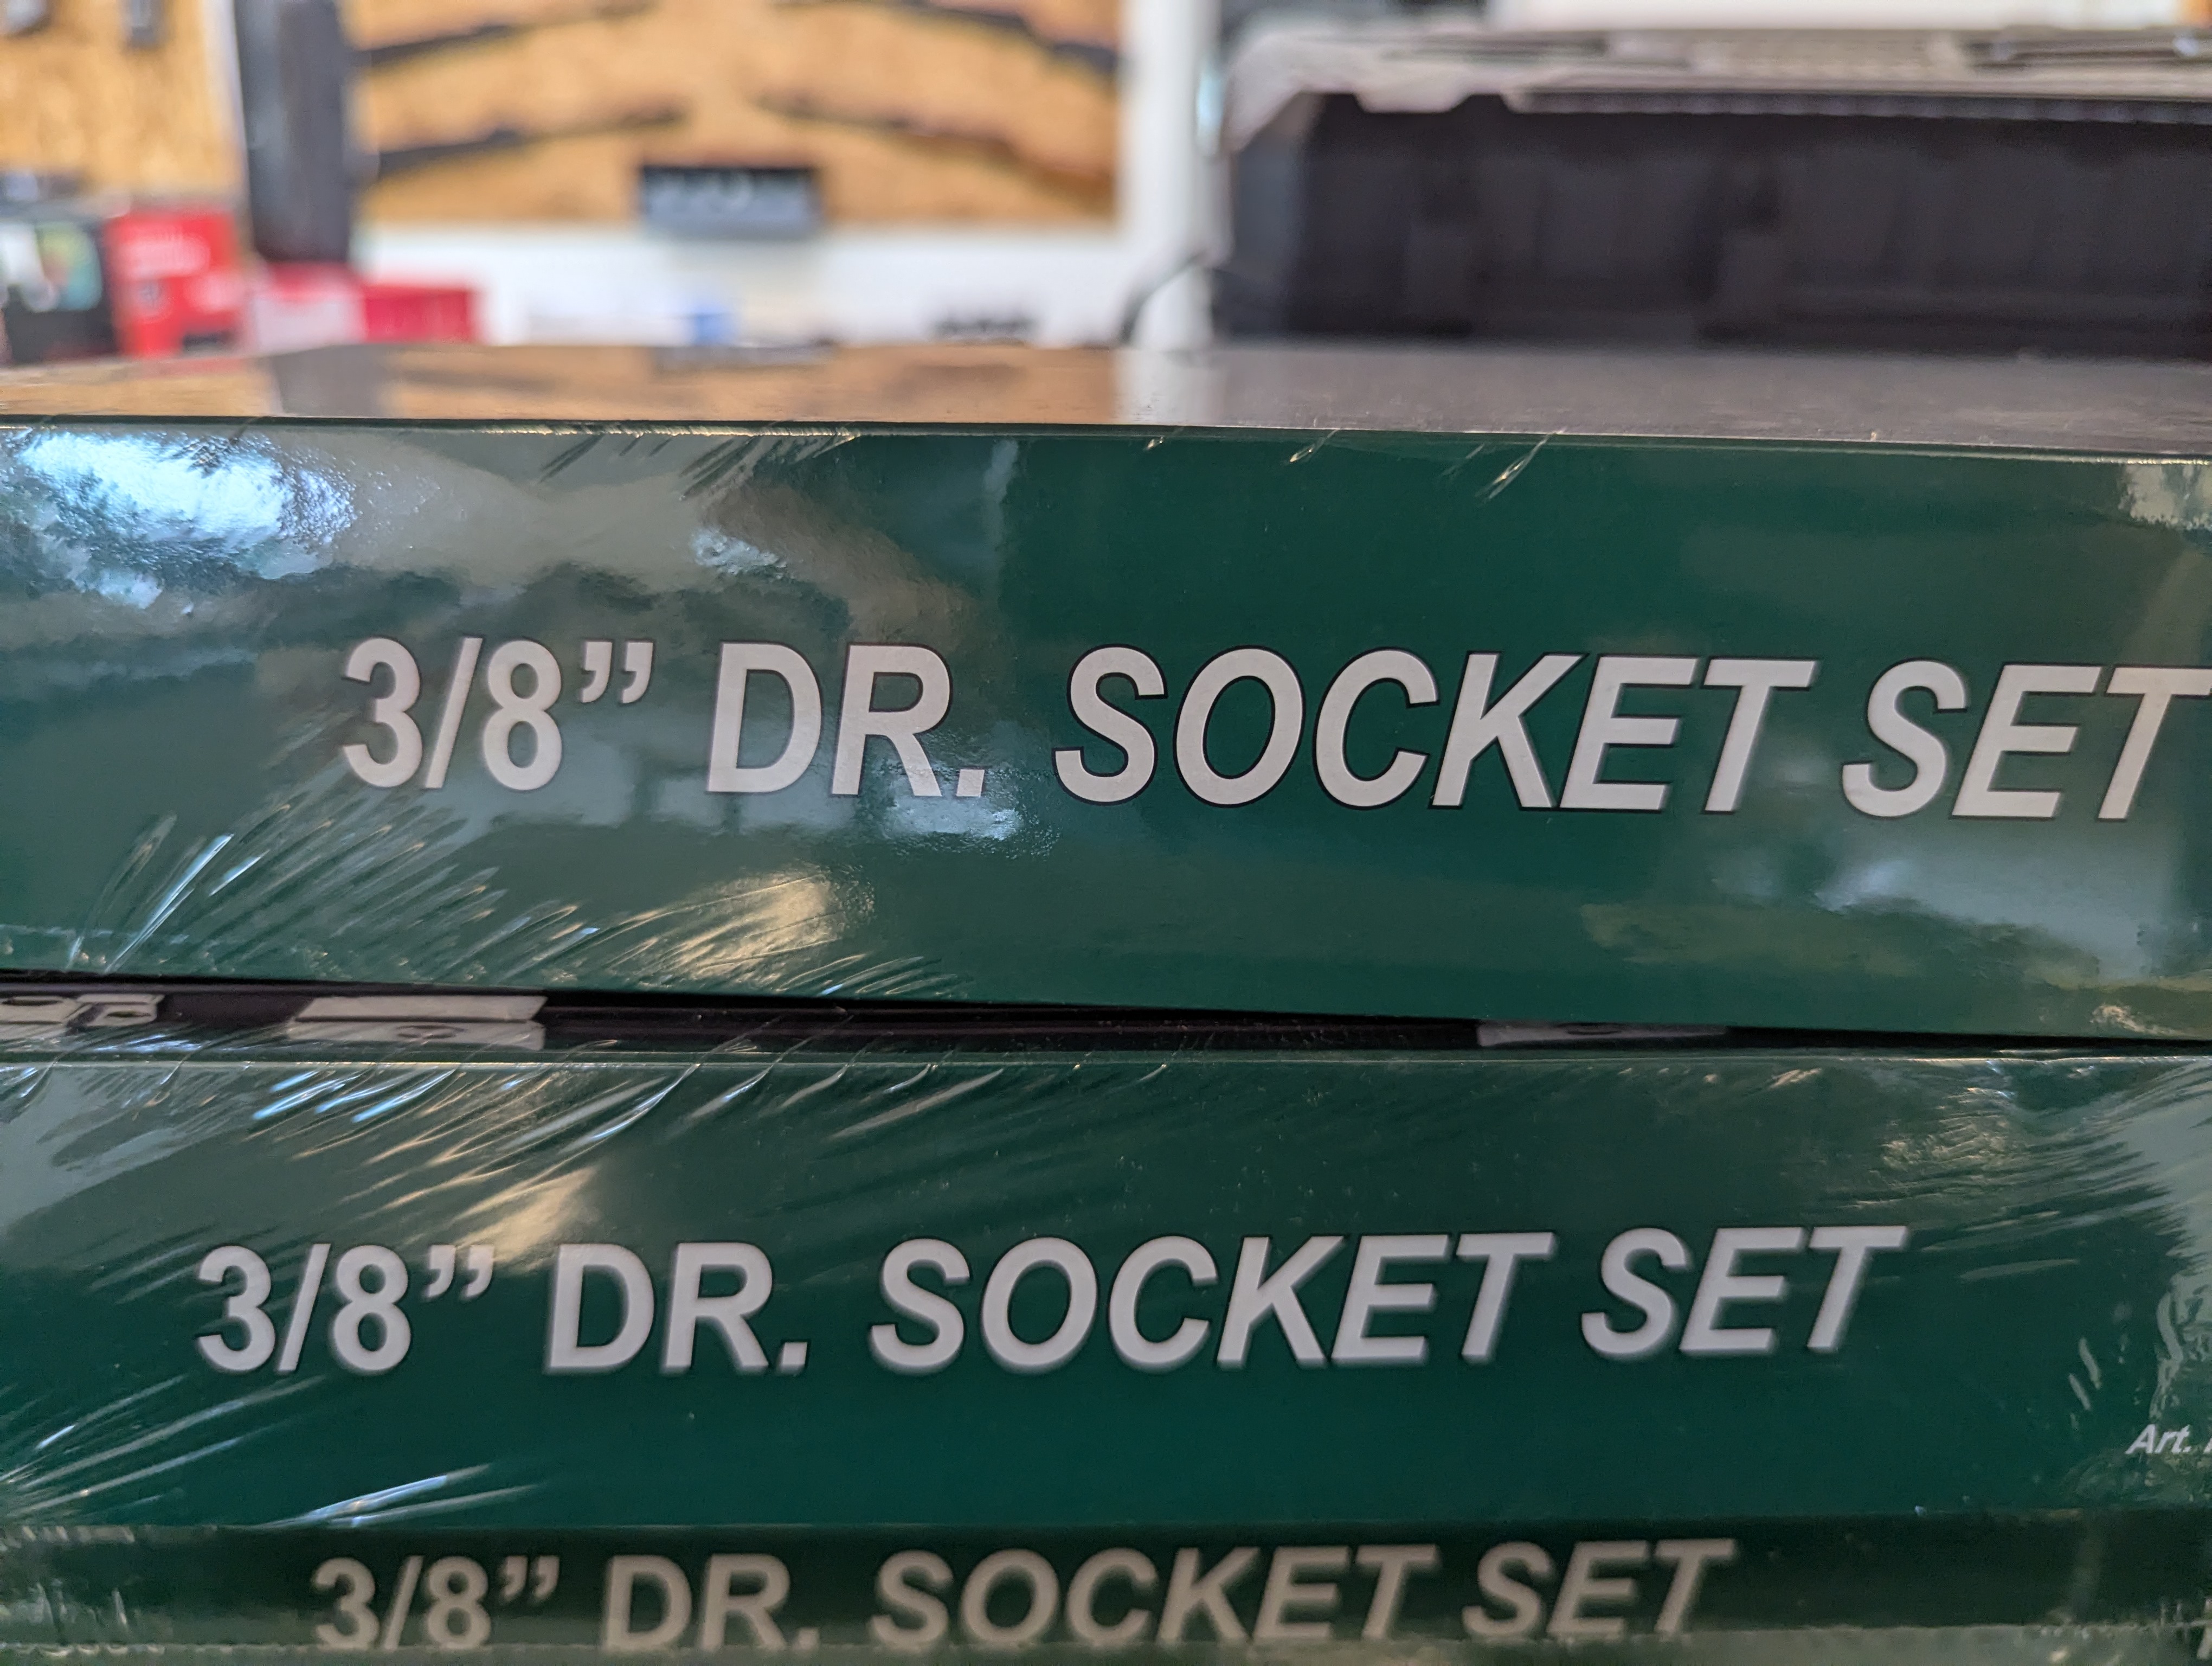 3/8” DR. SOCKET SET
3/8” DR. SOCKET SET
Art.
3/8” DR. SOCKET SET